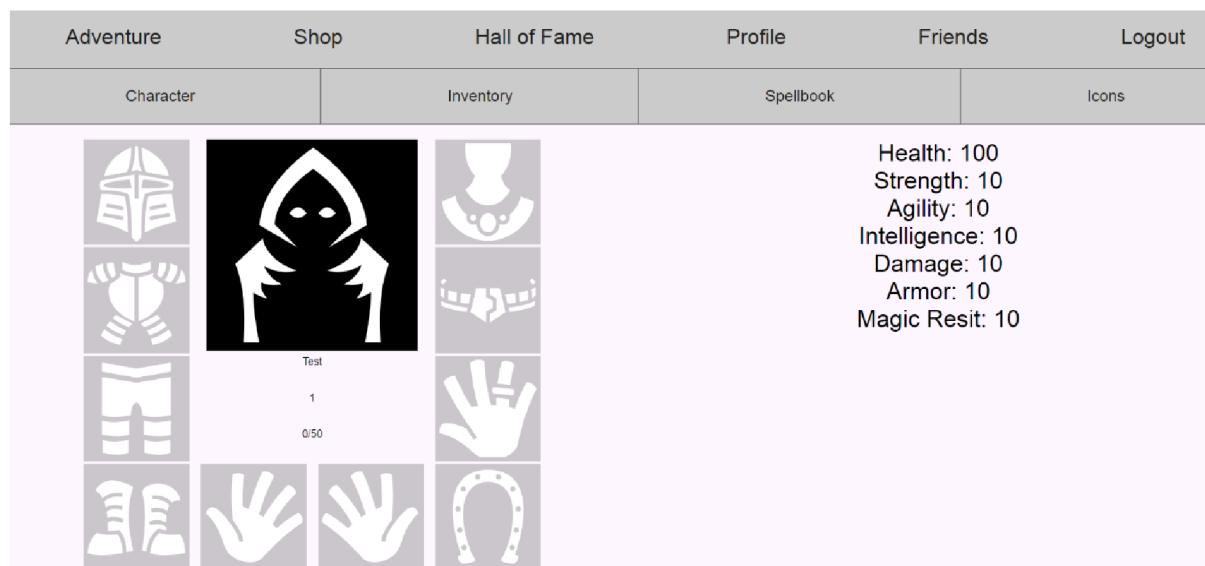 Adventure Shop Hall of Fame Profile Friends Logout
Character Inventory Spellbook Icons
Test
1
0/50
Health: 100
Strength: 10
Agility: 10
Intelligence: 10
Damage: 10
Armor: 10
Magic Resit: 10